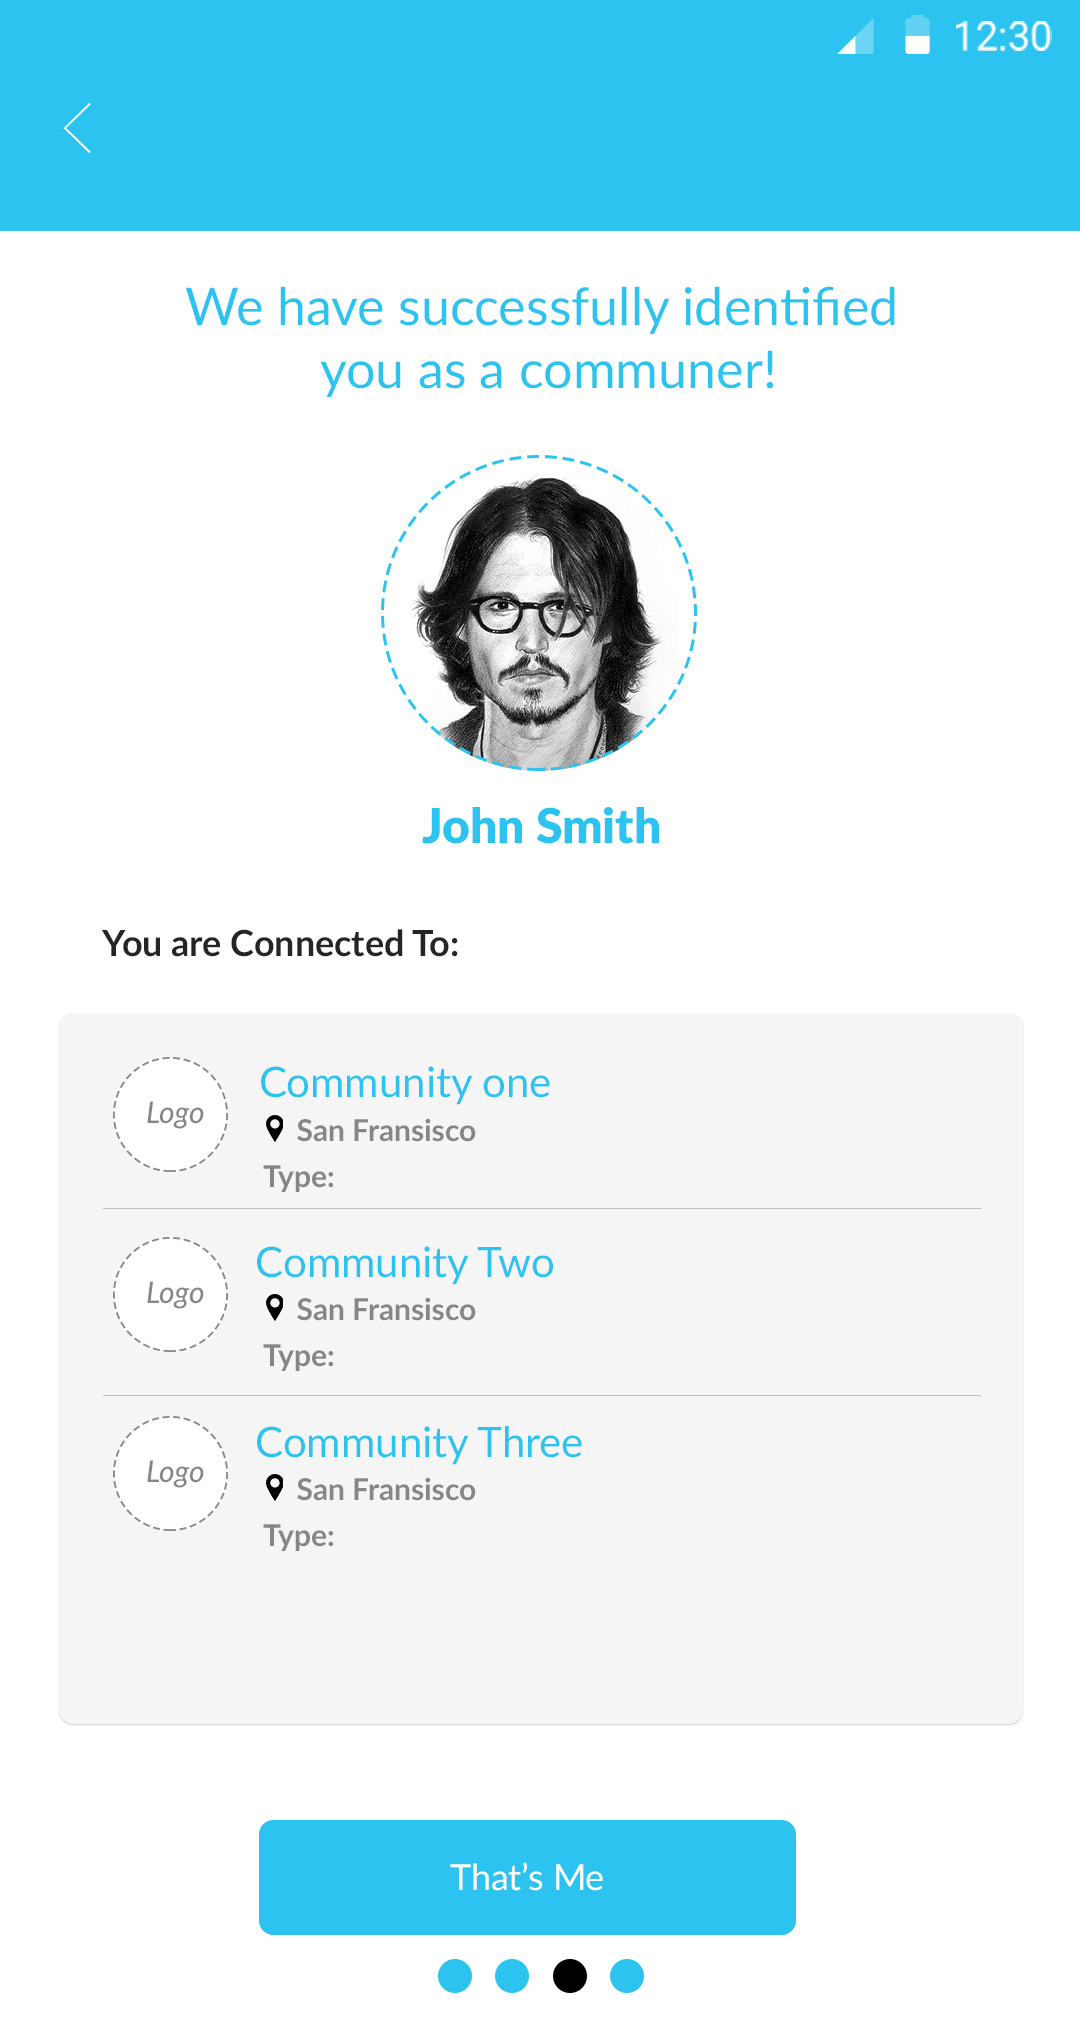 12:30
We have successfully identified
you as a communer!
John Smith
You are Connected To:
Logo
Community one
San Fransisco
Type:
Logo
Community Two
San Fransisco
Type:
Logo
Community Three
San Fransisco
Type:
That’s Me